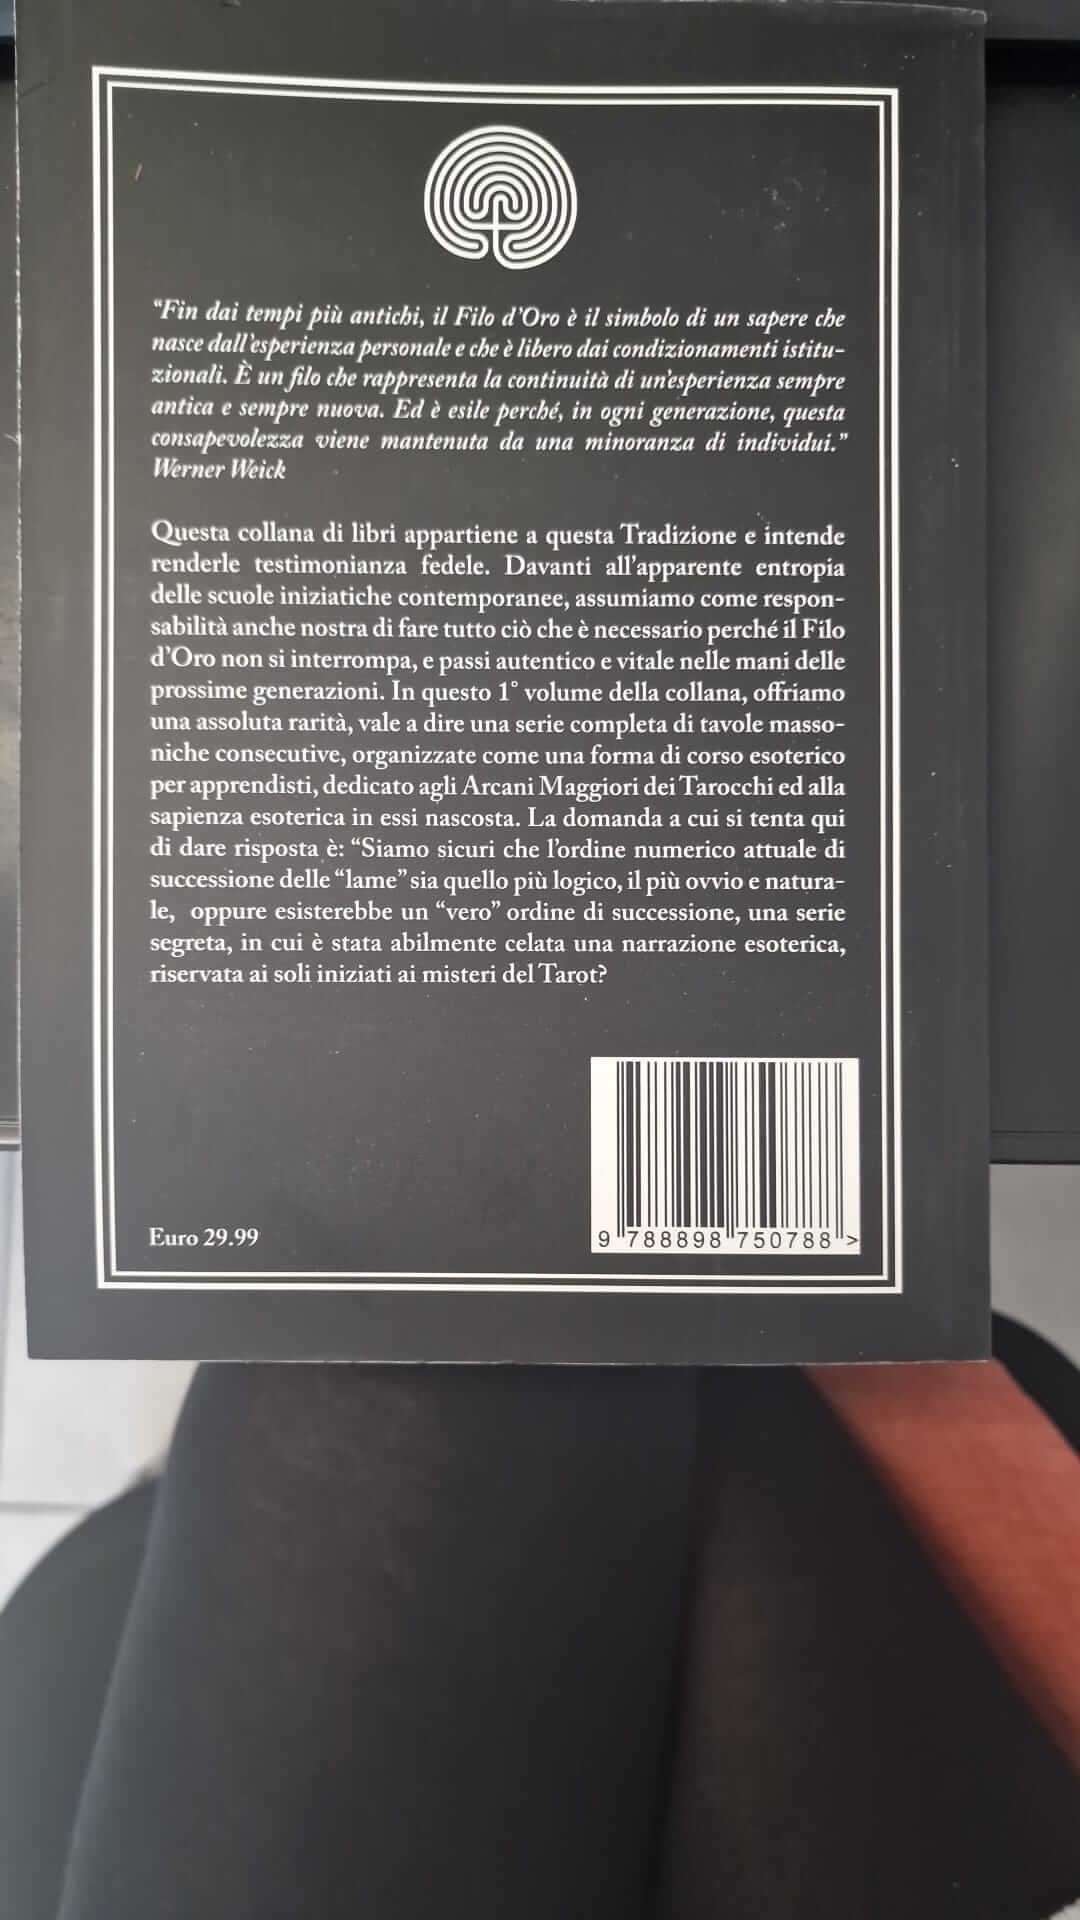 “Fin dai tempi più antichi, il Filo d’Oro è il simbolo di un sapere che
nasce dall’esperienza personale e che è libero dai condizionamenti istitu-
zionali. È un filo che rappresenta la continuità di un’esperienza sempre
antica e sempre nuova. Ed è esile perché, in ogni generazione, questa
consapevolezza viene mantenuta da una minoranza di individui.”
Werner Weick
Questa collana di libri appartiene a questa Tradizione e intende
renderle testimonianza fedele. Davanti all’apparente entropia
delle scuole iniziatiche contemporanee, assumiamo come respon-
sabilità anche nostra di fare tutto ciò che è necessario perché il Filo
d’Oro non si interrompa, e passi autentico e vitale nelle mani delle
prossime generazioni. In questo 1° volume della collana, offriamo
una assoluta rarità, vale a dire una serie completa di tavole masso-
niche consecutive, organizzate come una forma di corso esoterico
per apprendisti, dedicato agli Arcani Maggiori dei Tarocchi ed alla
sapienza esoterica in essi nascosta. La domanda a cui si tenta qui
di dare risposta è: “Siamo sicuri che l’ordine numerico attuale di
successione delle “lame” sia quello più logico, il più ovvio e natura-
le, oppure esisterebbe un “vero” ordine di successione, una serie
segreta, in cui è stata abilmente celata una narrazione esoterica,
riservata ai soli iniziati ai misteri del Tarot?
Euro 29.99
9 788898 750788 >